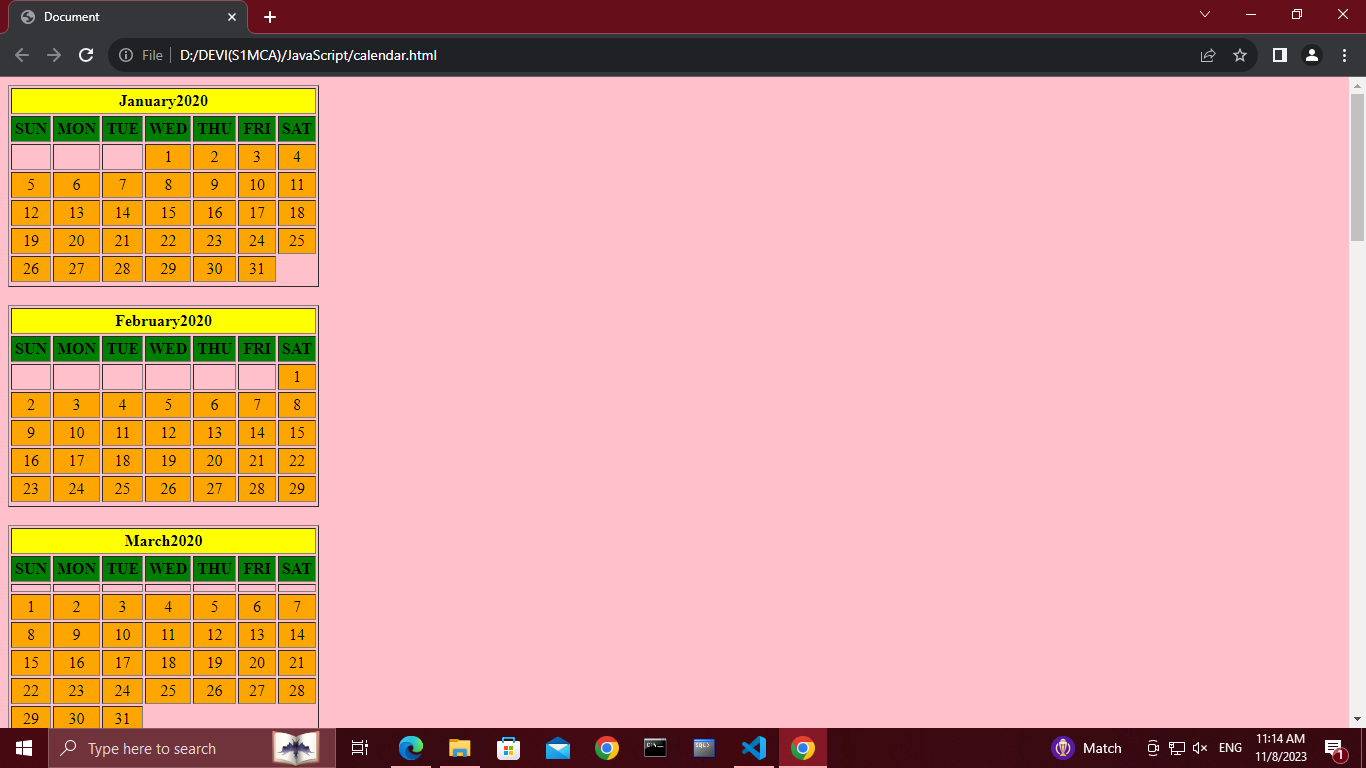 Document
File
D:/DEVI(S1MCA)/JavaScript/calendar.html
January2020
SUN MON TUE WED THU FRI SAT
1 2 3 4
5 6 7 8 9 10 11
12 13 14 15 16 17 18
19 20 21 22 23 24 25
26 27 28 29 30 31
February2020
SUN MON TUE WED THU FRI SAT
1
2 3 4 5 6 7 8
9 10 11 12 13 14 15
16 17 18 19 20 21 22
23 24 25 26 27 28 29
March2020
SUN MON TUE WED THU FRI SAT
1 2 3 4 5 6 7
8 9 10 11 12 13 14
15 16 17 18 19 20 21
22 23 24 25 26 27 28
29 30 31
Type here to search
Match
ENG
11:14 AM
11/8/2023
1